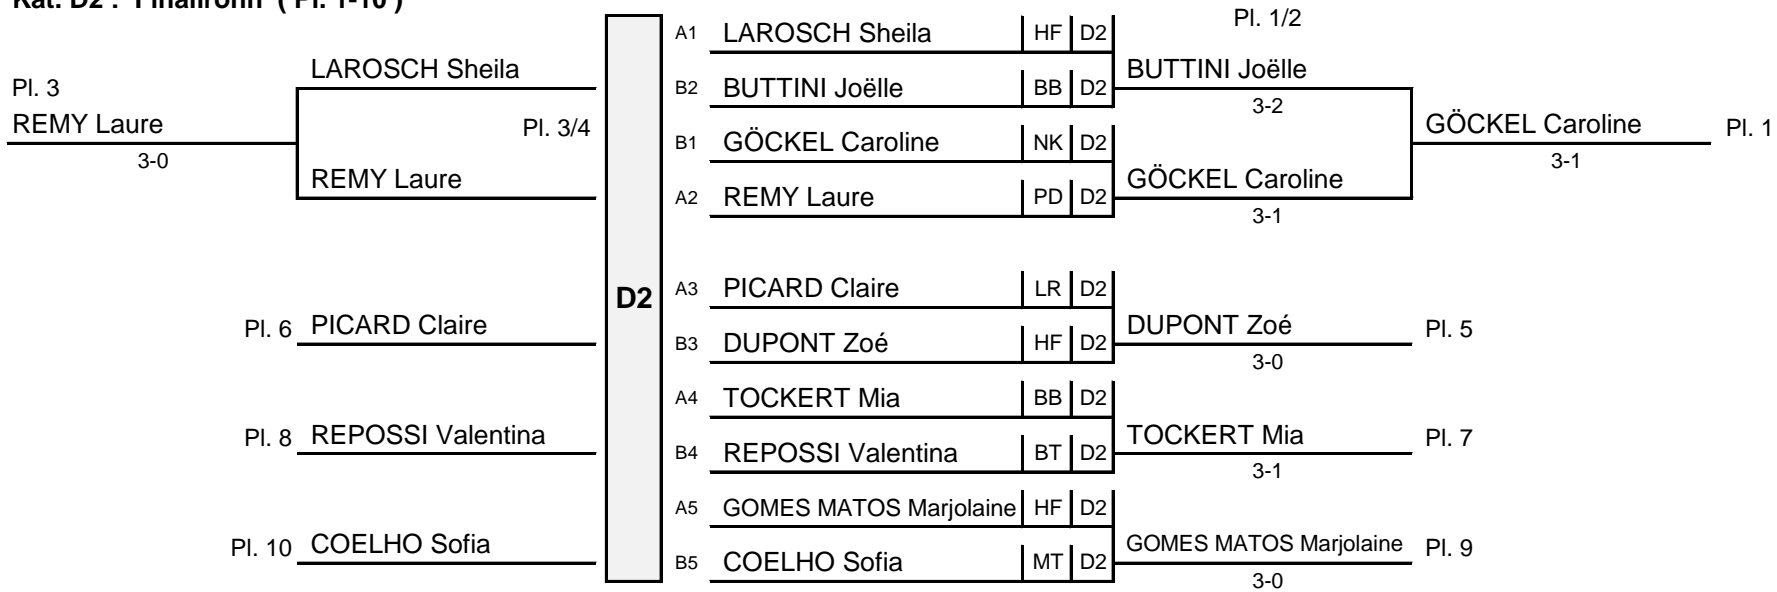 Kat. D2 : Finallronn ( Pl. 1-10 )
Pl. 1/2
A1 LAROSCH Sheila HF D2
LAROSCH Sheila
BUTTINI Joëlle
Pl. 3
B2 BUTTINI Joëlle BB D2
3-2
REMY Laure
Pl. 3/4
GÖCKEL Caroline
Pl. 1
B1 GÖCKEL Caroline NK D2
3-0
3-1
REMY Laure
GÖCKEL Caroline
A2 REMY Laure PD D2
3-1
D2
A3 PICARD Claire LR D2
Pl. 6 PICARD Claire
DUPONT Zoé
Pl. 5
B3 DUPONT Zoé HF D2
3-0
A4 TOCKERT Mia BB D2
Pl. 8 REPOSSI Valentina
TOCKERT Mia
Pl. 7
B4 REPOSSI Valentina BT D2
3-1
A5 GOMES MATOS Marjolaine HF D2
Pl. 10 COELHO Sofia
GOMES MATOS Marjolaine
Pl. 9
B5 COELHO Sofia MT D2
3-0